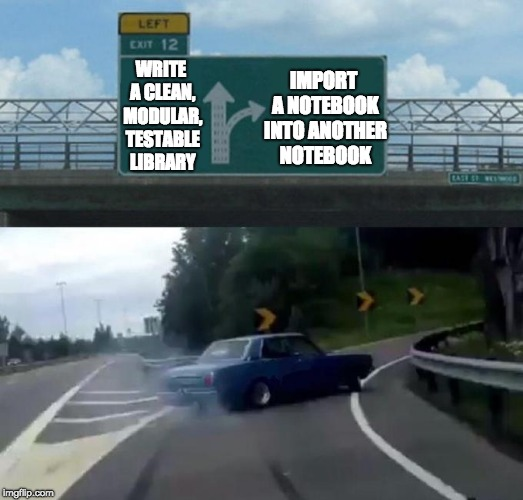 LEFT
EXIT 12
WRITE
A CLEAN,
MODULAR,
TESTABLE
LIBRARY
IMPORT
A NOTEBOOK
INTO ANOTHER
NOTEBOOK
imgflip.com